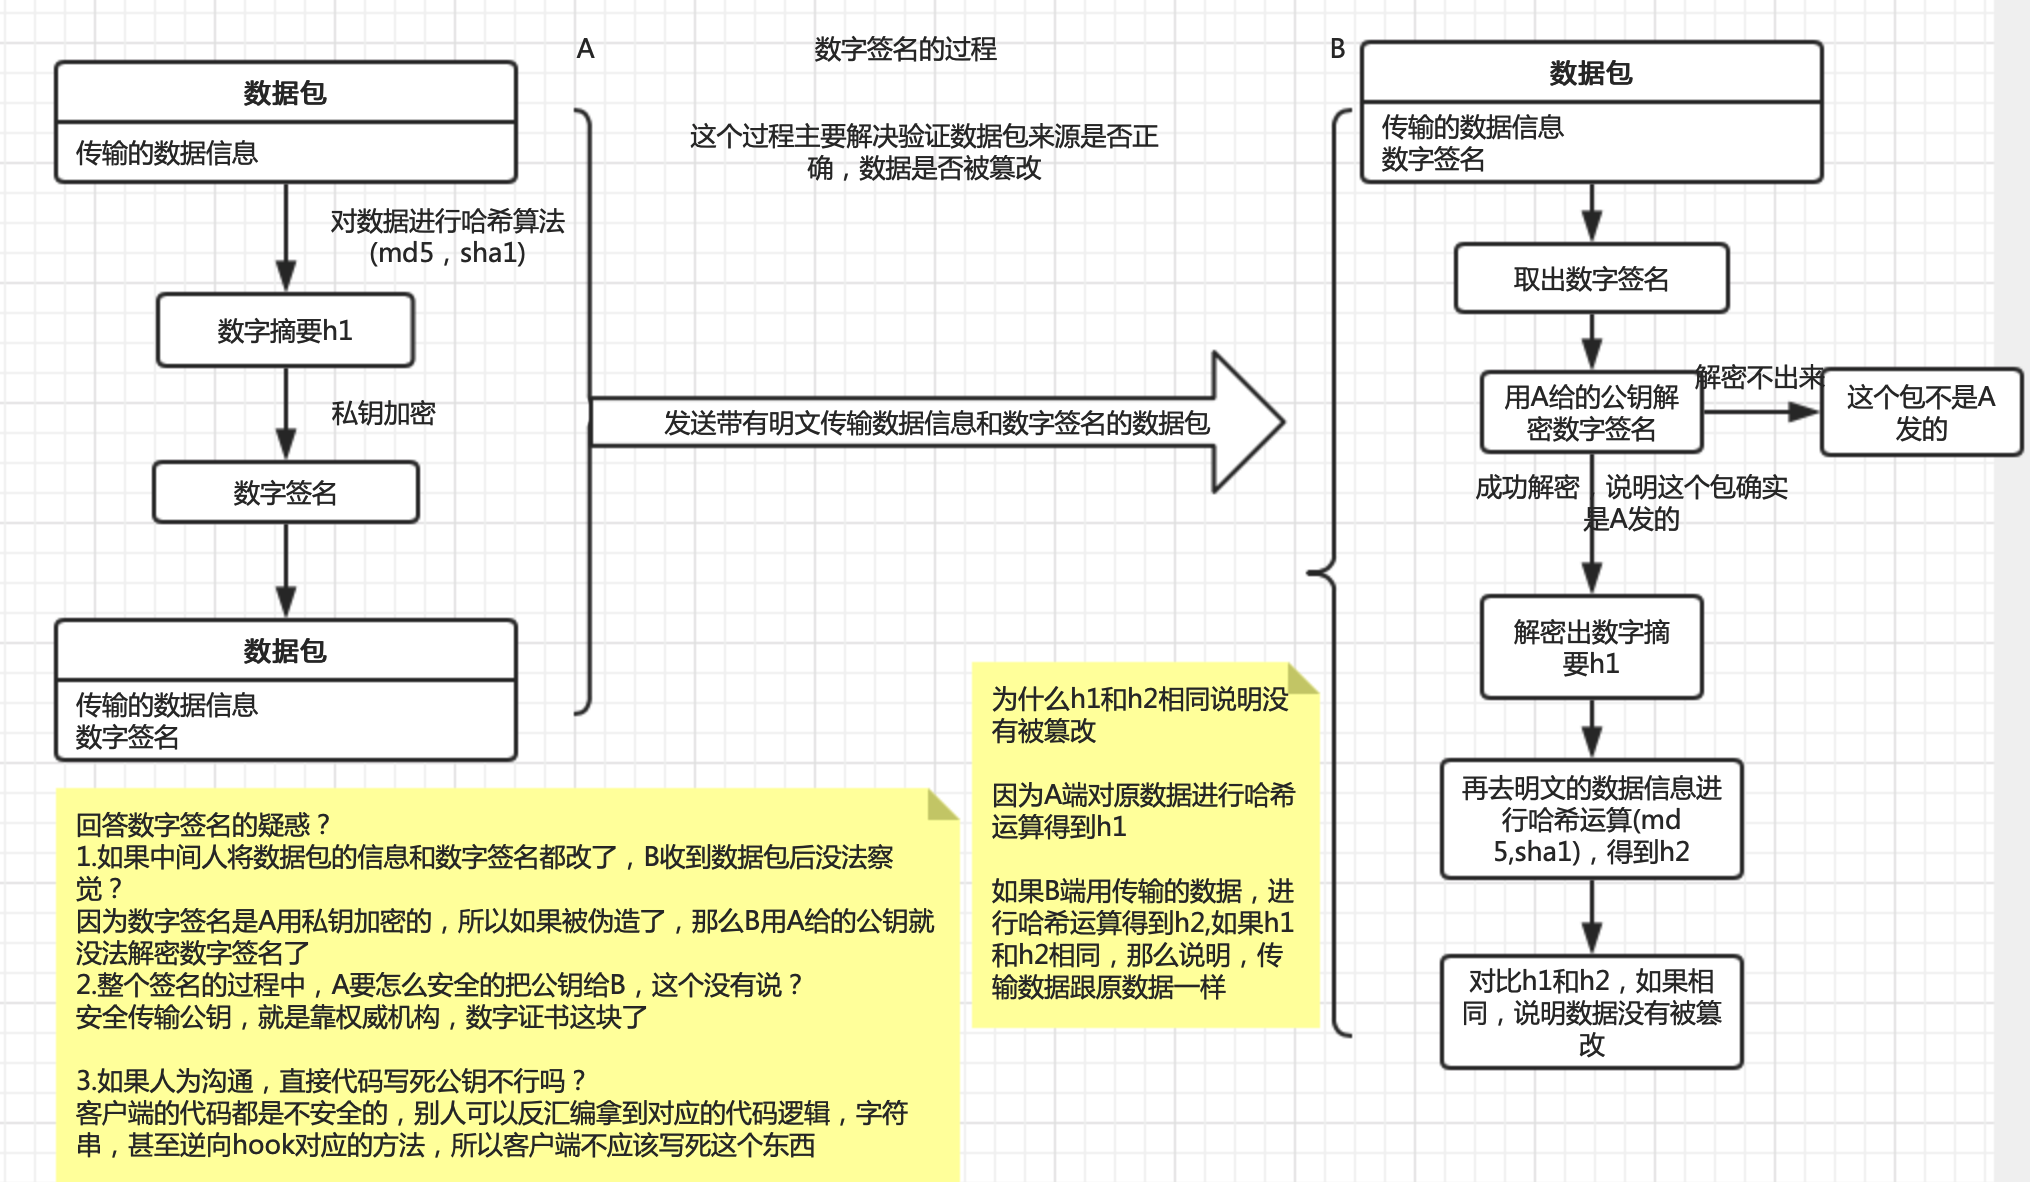 A
数字签名的过程
B
这个过程主要解决验证数据包来源是否正
确，数据是否被篡改
数据包
传输的数据信息
对数据进行哈希算法
(md5，sha1)
数字摘要h1
私钥加密
数字签名
数据包
传输的数据信息
数字签名
发送带有明文传输数据信息和数字签名的数据包
数据包
传输的数据信息
数字签名
取出数字签名
用A给的公钥解
密数字签名
解密不出来
这个包不是A
发的
成功解密，说明这个包确实
是A发的
解密出数字摘
要h1
再去明文的数据信息进
行哈希运算(md
5,sha1)，得到h2
对比h1和h2，如果相
同，说明数据没有被篡
改
为什么h1和h2相同说明没
有被篡改
因为A端对原数据进行哈希
运算得到h1
如果B端用传输的数据，进
行哈希运算得到h2,如果h1
和h2相同，那么说明，传
输数据跟原数据一样
回答数字签名的疑惑？
1.如果中间人将数据包的信息和数字签名都改了，B收到数据包后没法察
觉？
因为数字签名是A用私钥加密的，所以如果被伪造了，那么B用A给的公钥就
没法解密数字签名了
2.整个签名的过程中，A要怎么安全的把公钥给B，这个没有说？
安全传输公钥，就是靠权威机构，数字证书这块了
3.如果人为沟通，直接代码写死公钥不行吗？
客户端的代码都是不安全的，别人可以反汇编拿到对应的代码逻辑，字符
串，甚至逆向hook对应的方法，所以客户端不应该写死这个东西